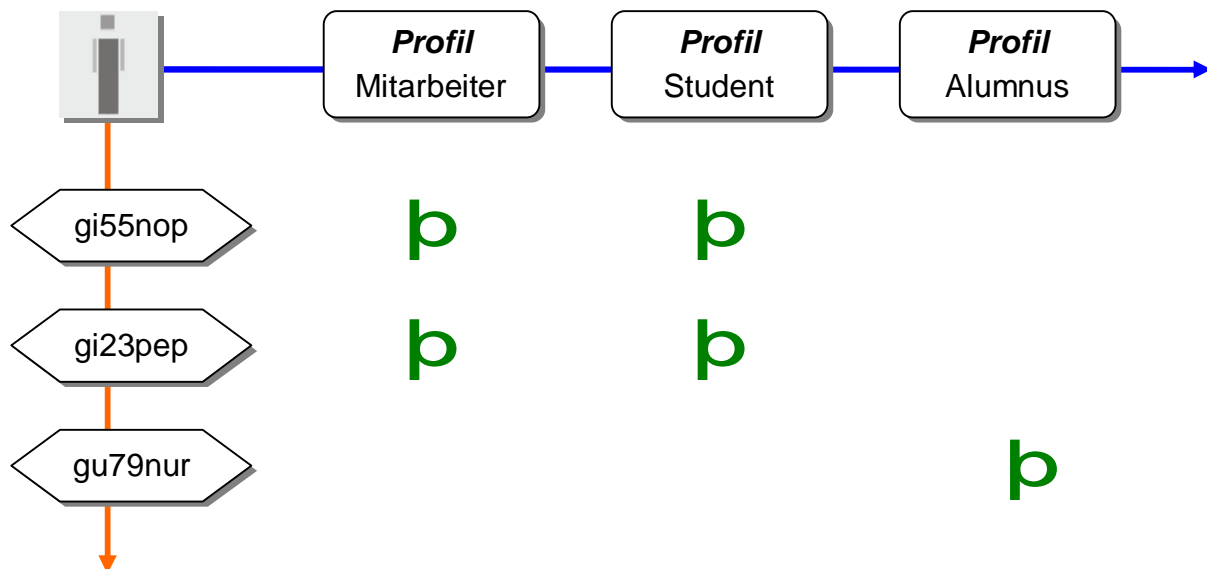 Profil
Mitarbeiter
Profil
Student
Profil
Alumnus
gi55nop
þ
þ
gi23pep
þ
þ
gu79nur
þ